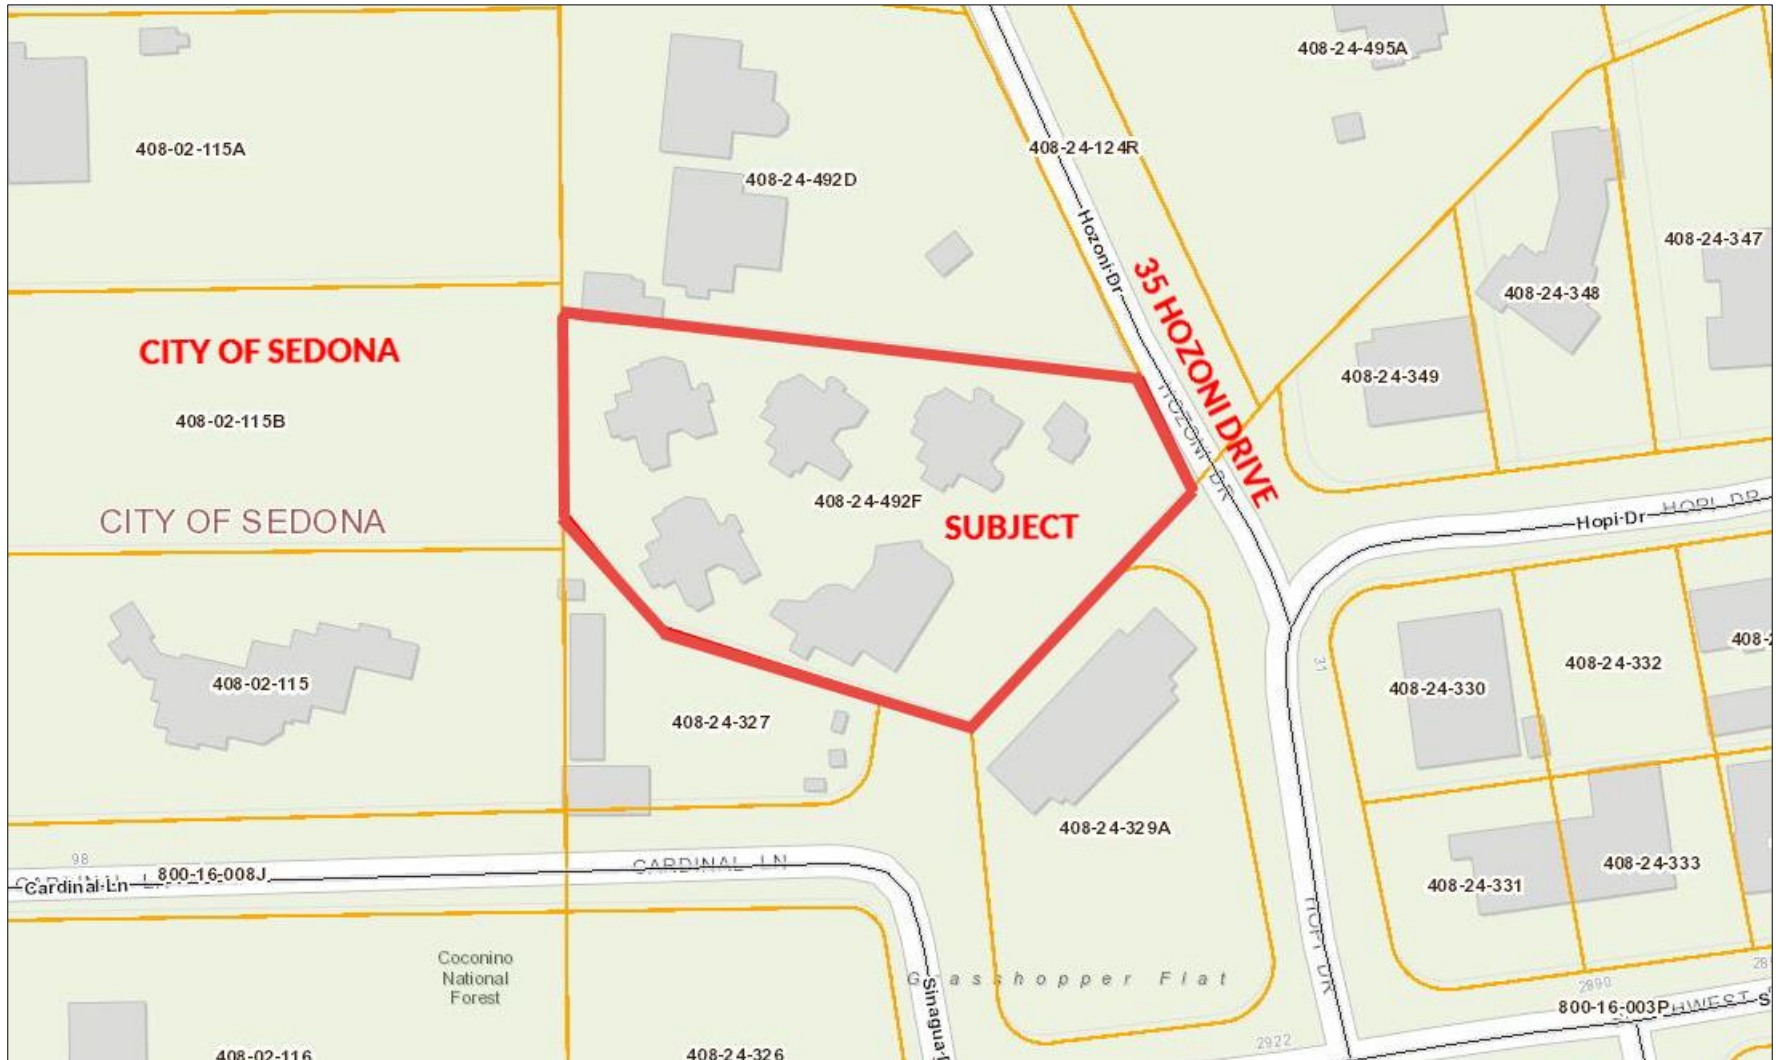 408-24-495A
408-02-115A
408-24-124R
408-24-492D
Hozoni Dr
35 HOZONI DRIVE
408-24-347
408-24-348
CITY OF SEDONA
408-24-349
408-02-115B
HOZONI DR
408-24-492F
CITY OF SEDONA
SUBJECT
Hopi Dr
HOPI DR
31
408-24-332
408-02-115
408-24-330
408-24-327
408-24-329A
98
CARDINAL LN
800-16-008J
Cardinal Ln
408-24-333
408-24-331
HOPI DR
Coconino
National
Forest
Grasshopper Flat
Sinagua
2890
800-16-003P
2922
408-02-116
408-24-326